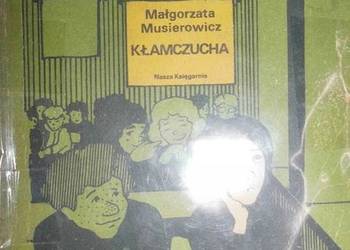 Małgorzata
Musierowicz
KŁAMCZUCHA
Nasza Księgarnia